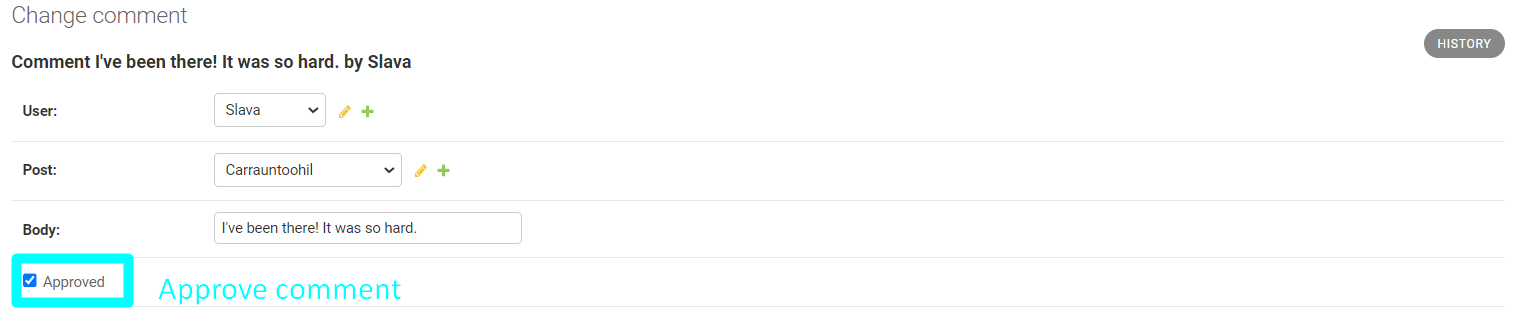 Change comment
HISTORY
Comment I've been there! It was so hard. by Slava
User: Slava
Post: Carrauntoohil
Body: I've been there! It was so hard.
Approved Approve comment